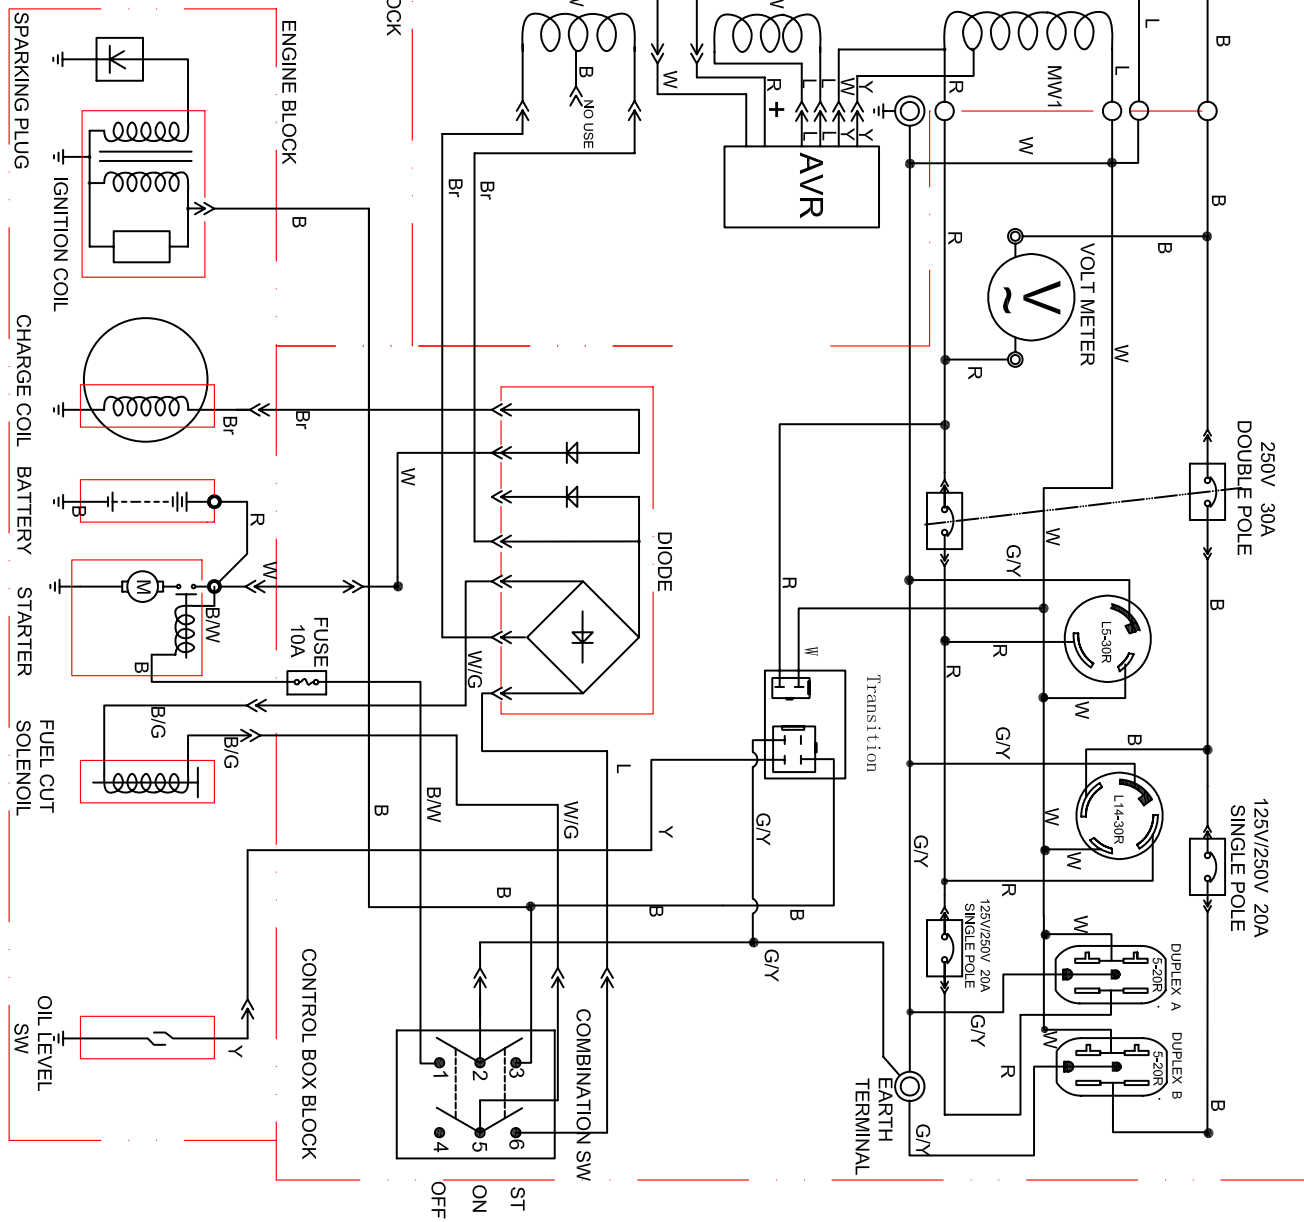 OCK
W
W
W
W
R
+
L
L
W
Y
L
L
Y
Y
AVR
B
NO USE
R
MW1
L
L
B
SPARKING PLUG
ENGINE BLOCK
IGNITION COIL
B
Br
Br
W
B
R
V
~
VOLT METER
B
W
R
CHARGE COIL
Br
Br
W
BATTERY
B
R
STARTER
M
W
B/W
B
FUSE
10A
DIODE
250V 30A
DOUBLE POLE
W
G/Y
R
W
L5-30R
R
R
W
B
W/G
Transition
FUEL CUT
SOLENOIL
B/G
B/G
B
B/W
W/G
L
Y
G/Y
G/Y
B
L14-30R
W
W
G/Y
R
125V/250V 20A
SINGLE POLE
125V/250V 20A
SINGLE POLE
B
B
B
G/Y
W
DUPLEX A
5-20R
G/Y
W
DUPLEX B
5-20R
R
B
OIL LEVEL
SW
Y
CONTROL BOX BLOCK
COMBINATION SW
1
2
3
4
5
6
OFF
ON
ST
EARTH
TERMINAL
G/Y